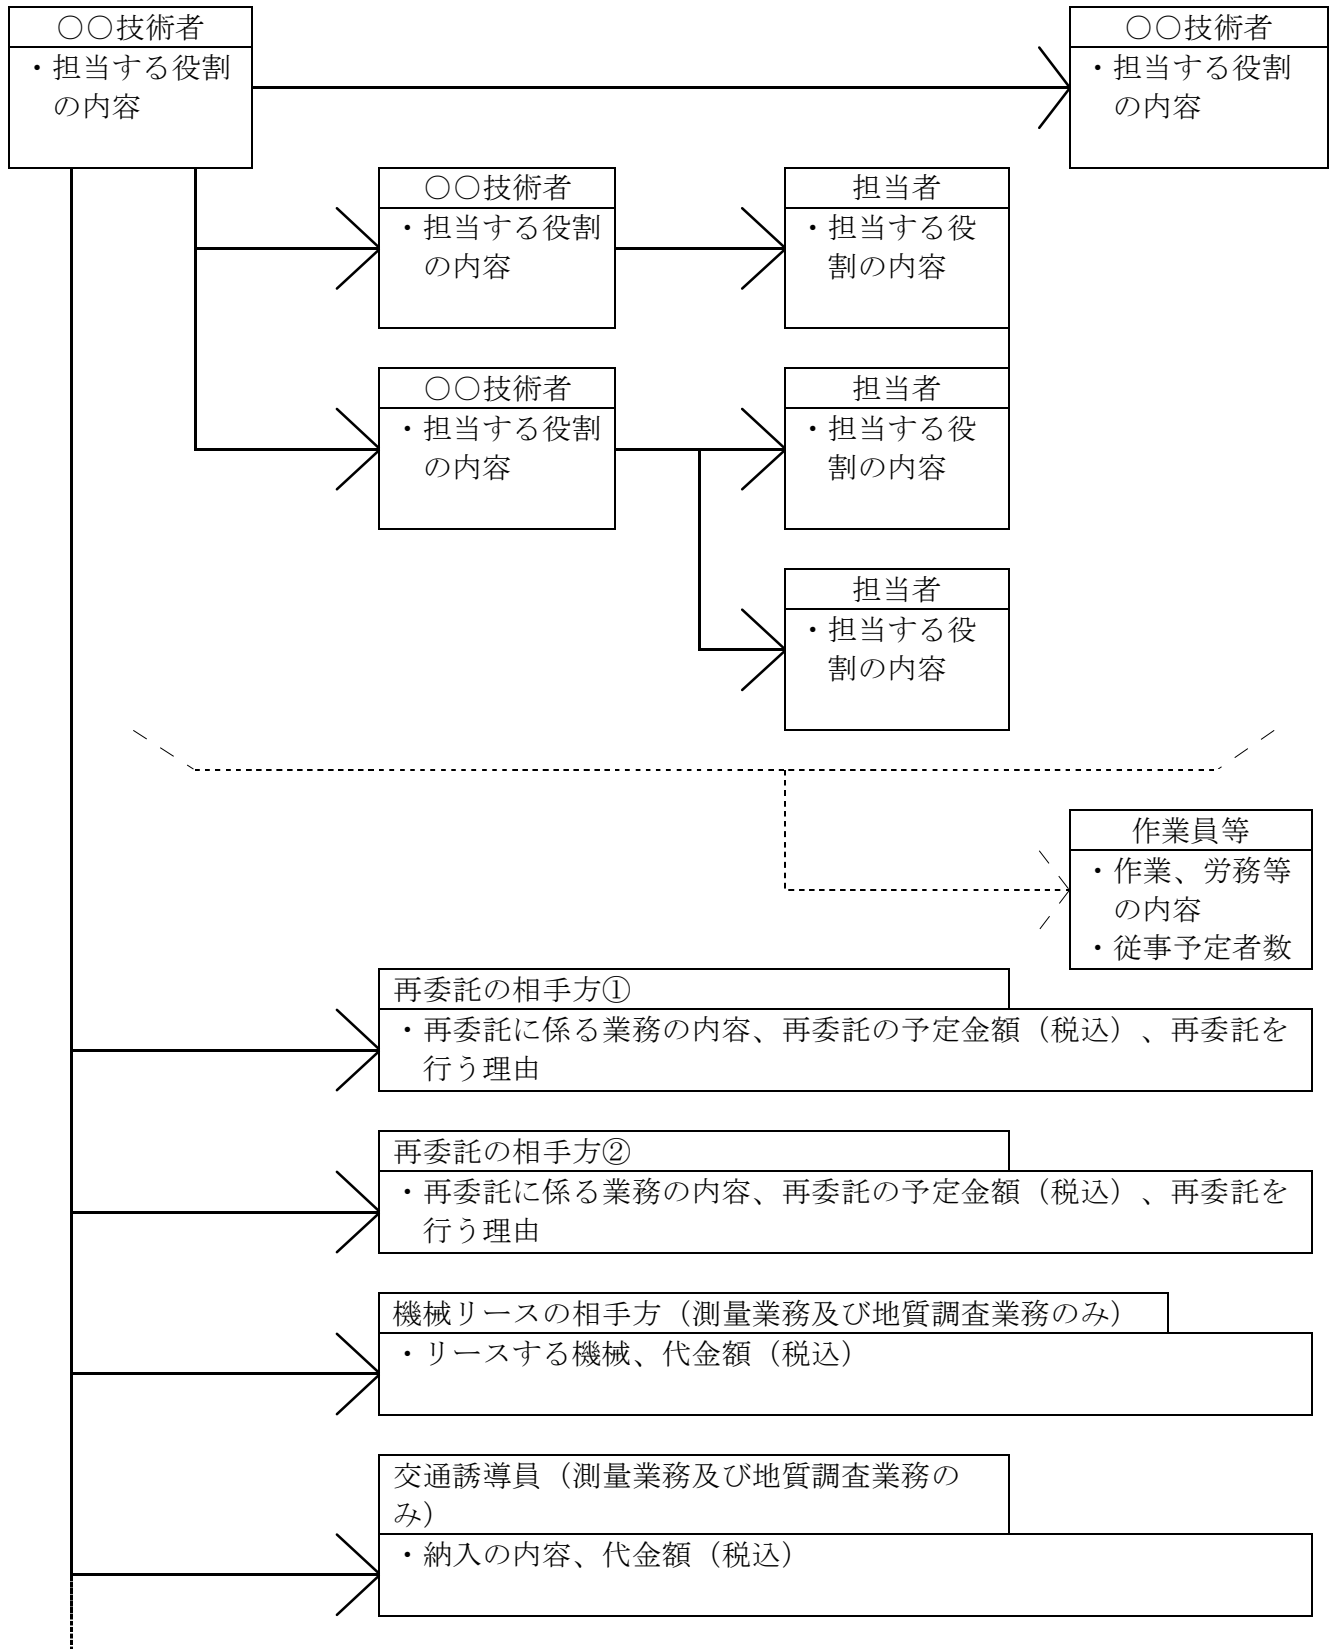 ○○技術者
・担当する役割
の内容
○○技術者
・担当する役割
の内容
○○技術者
・担当する役割
の内容
担当者
・担当する役
割の内容
○○技術者
・担当する役割
の内容
担当者
・担当する役
割の内容
担当者
・担当する役
割の内容
作業員等
・作業、労務等
の内容
・従事予定者数
再委託の相手方①
・再委託に係る業務の内容、再委託の予定金額（税込）、再委託を
行う理由
再委託の相手方②
・再委託に係る業務の内容、再委託の予定金額（税込）、再委託を
行う理由
機械リースの相手方（測量業務及び地質調査業務のみ）
・リースする機械、代金額（税込）
交通誘導員（測量業務及び地質調査業務の
み）
・納入の内容、代金額（税込）